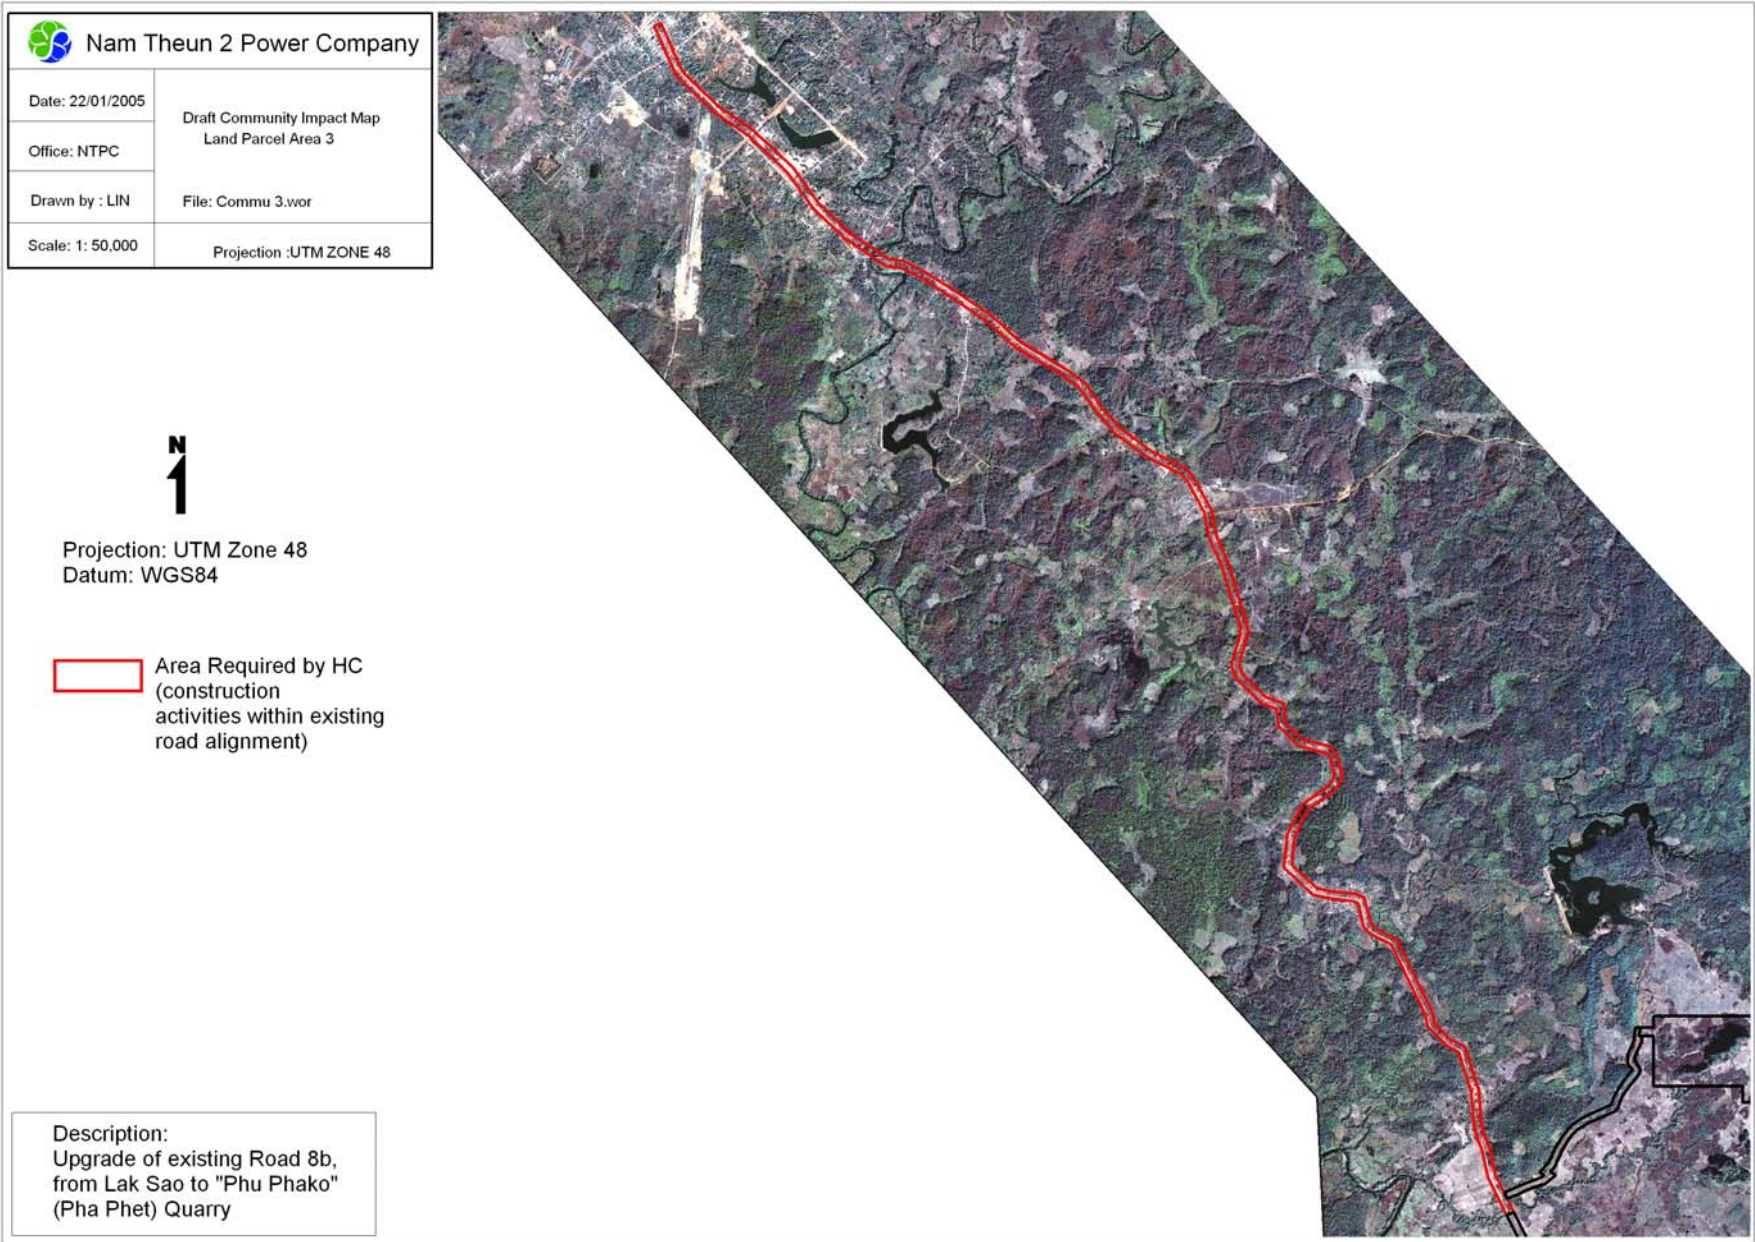 Nam Theun 2 Power Company
Date: 22/01/2005
Draft Community Impact Map
Land Parcel Area 3
Office: NTPC
Drawn by : LIN
File: Commu 3.wor
Scale: 1: 50,000
Projection :UTM ZONE 48
N
Projection: UTM Zone 48
Datum: WGS84
Area Required by HC
(construction
activities within existing
road alignment)
Description:
Upgrade of existing Road 8b,
from Lak Sao to "Phu Phako"
(Pha Phet) Quarry